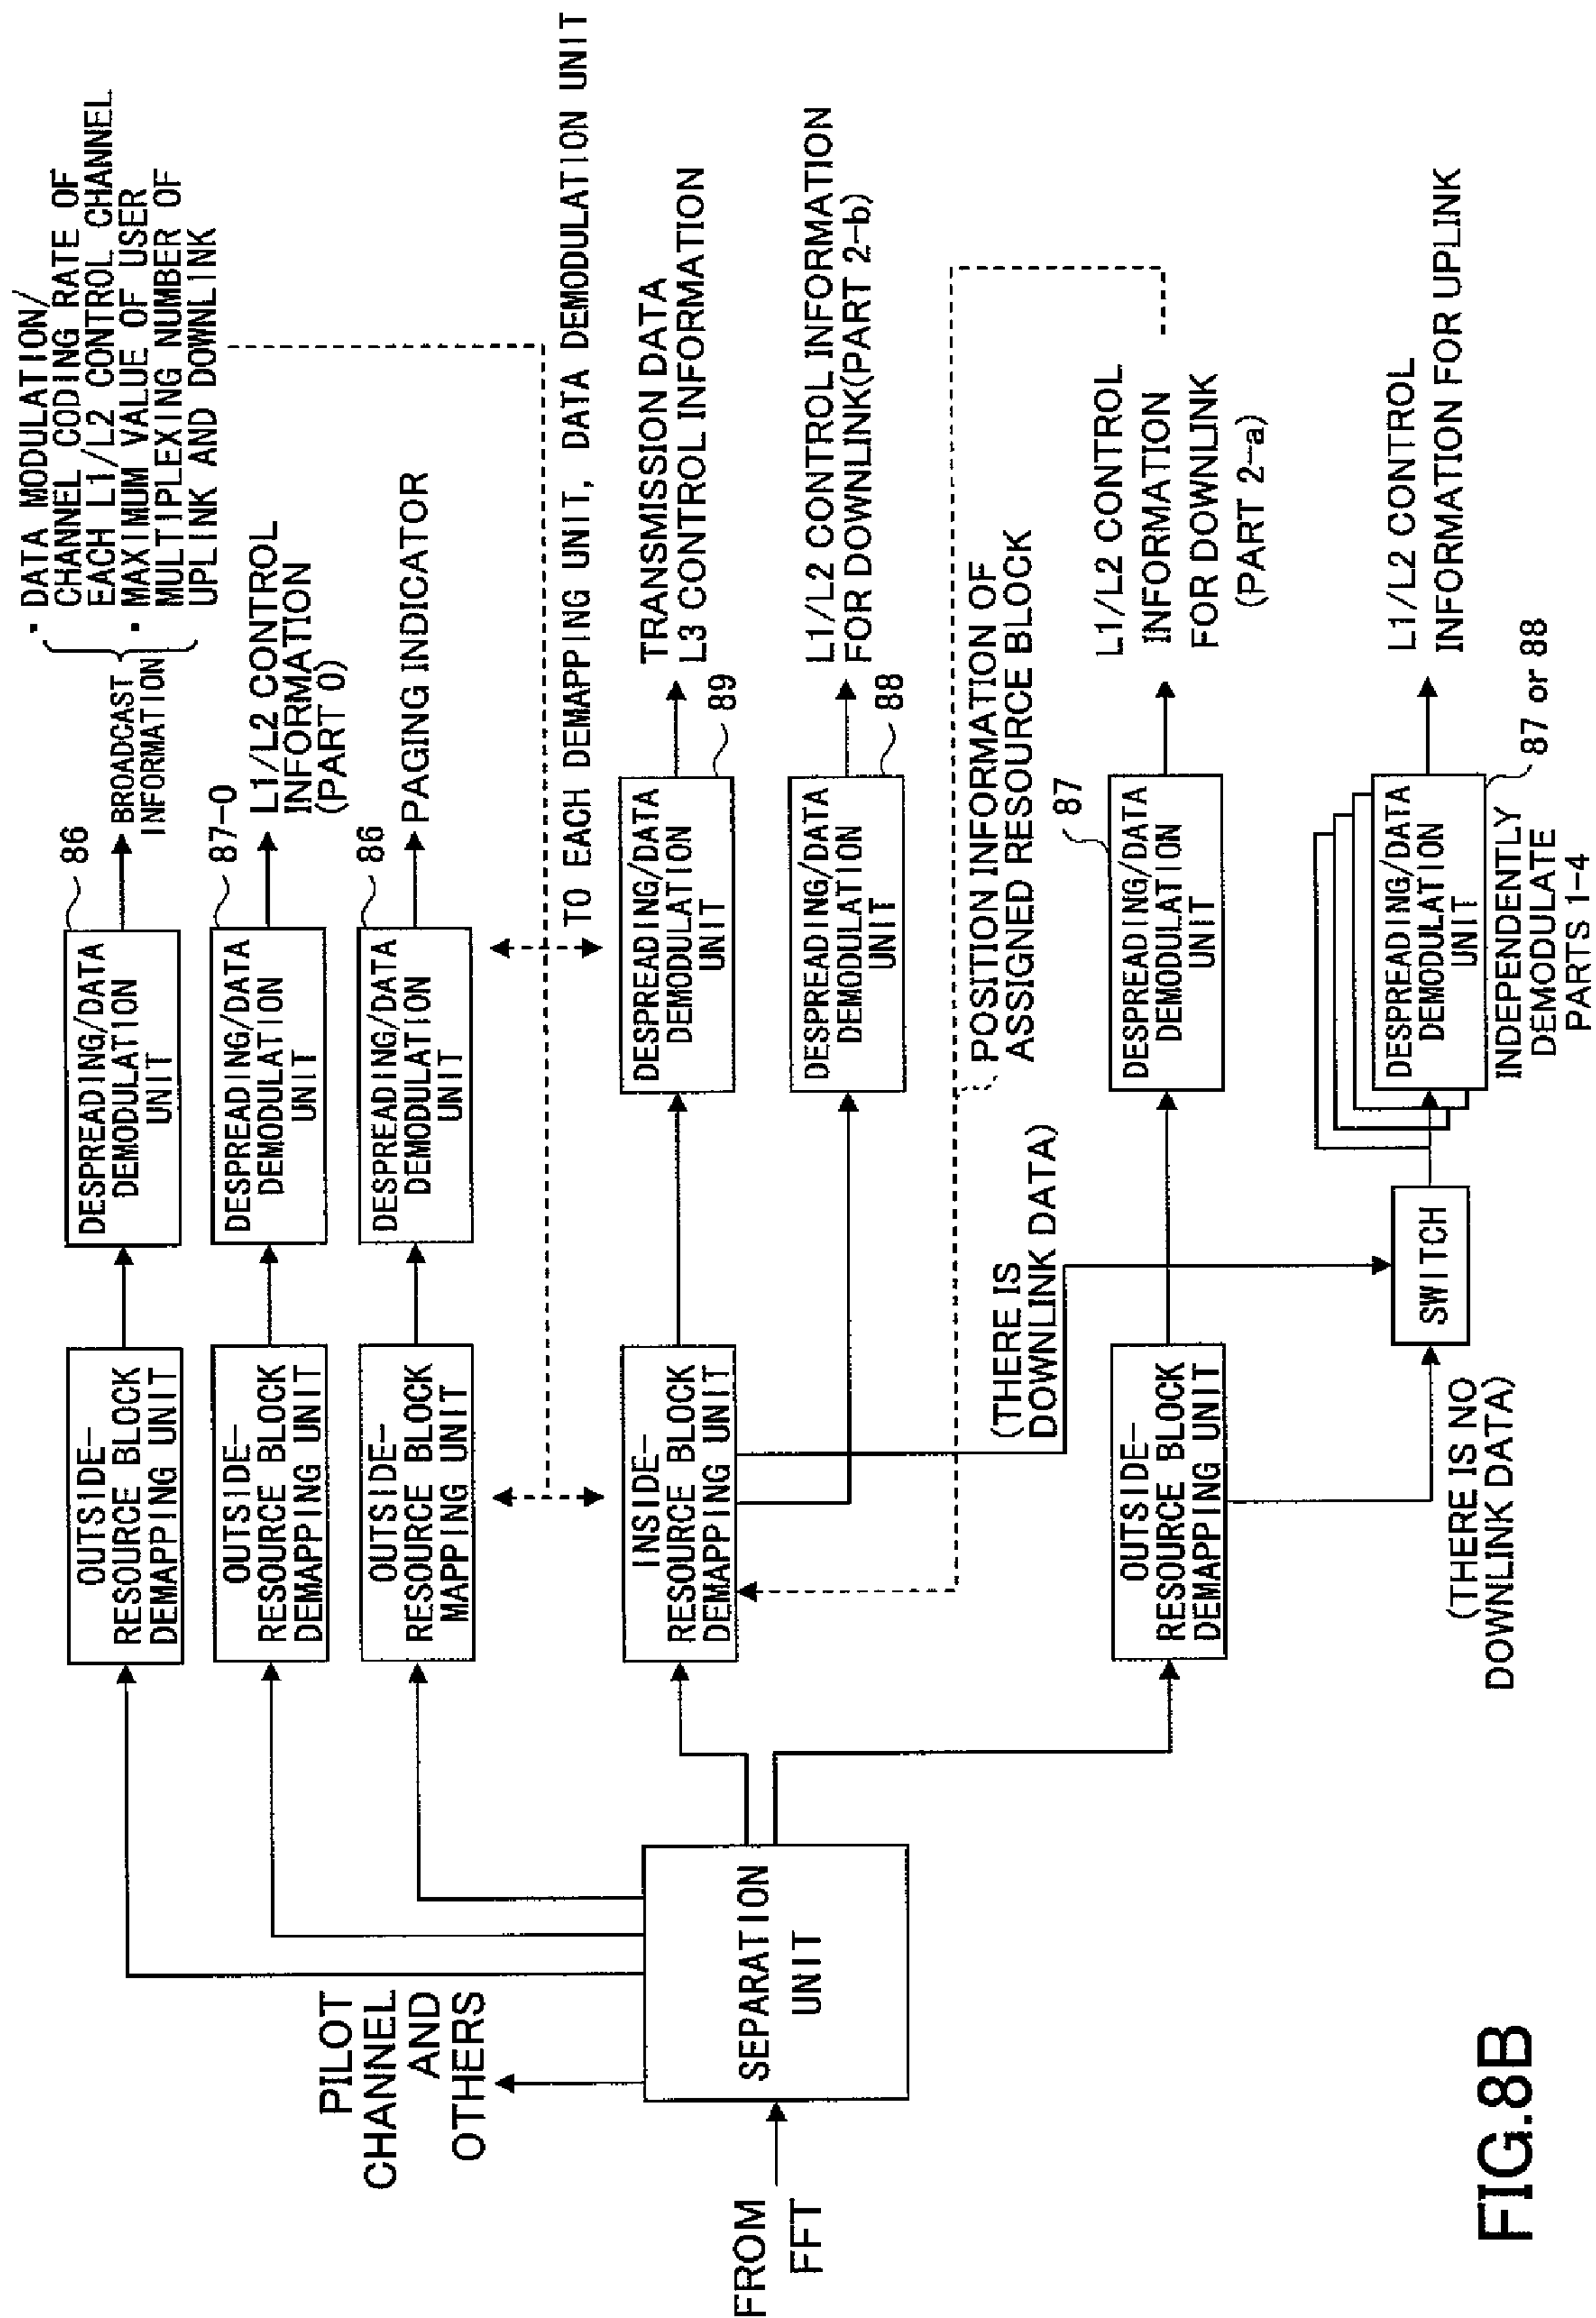 FROM
FFT
SEPARATION
UNIT
PILOT
CHANNEL
AND
OTHERS
OUTSIDE-
RESOURCE BLOCK
DEMAPPING UNIT
DESPREADING/DATA
DEMODULATION
UNIT
86
BROADCAST
INFORMATION
・DATA MODULATION/
CHANNEL CODING RATE OF
EACH L1/L2 CONTROL CHANNEL
・MAXIMUM VALUE OF USER
MULTIPLEXING NUMBER OF
UPLINK AND DOWNLINK
OUTSIDE-
RESOURCE BLOCK
DEMAPPING UNIT
DESPREADING/DATA
DEMODULATION
UNIT
87-0
L1/L2 CONTROL
INFORMATION
(PART 0)
OUTSIDE-
RESOURCE BLOCK
MAPPING UNIT
DESPREADING/DATA
DEMODULATION
UNIT
86
PAGING INDICATOR
TO EACH DEMAPPING UNIT, DATA DEMODULATION UNIT
INSIDE-
RESOURCE BLOCK
DEMAPPING UNIT
DESPREADING/DATA
DEMODULATION
UNIT
89
TRANSMISSION DATA
L3 CONTROL INFORMATION
DESPREADING/DATA
DEMODULATION
UNIT
88
L1/L2 CONTROL INFORMATION
FOR DOWNLINK(PART 2-b)
POSITION INFORMATION OF
ASSIGNED RESOURCE BLOCK
(THERE IS
DOWNLINK DATA)
OUTSIDE-
RESOURCE BLOCK
DEMAPPING UNIT
DESPREADING/DATA
DEMODULATION
UNIT
87
L1/L2 CONTROL
INFORMATION
FOR DOWNLINK
(PART 2-a)
(THERE IS NO
DOWNLINK DATA)
SWITCH
DESPREADING/DATA
DEMODULATION
UNIT
87 or 88
INDEPENDENTLY
DEMODULATE
PARTS 1-4
L1/L2 CONTROL
INFORMATION FOR UPLINK
FIG.8B